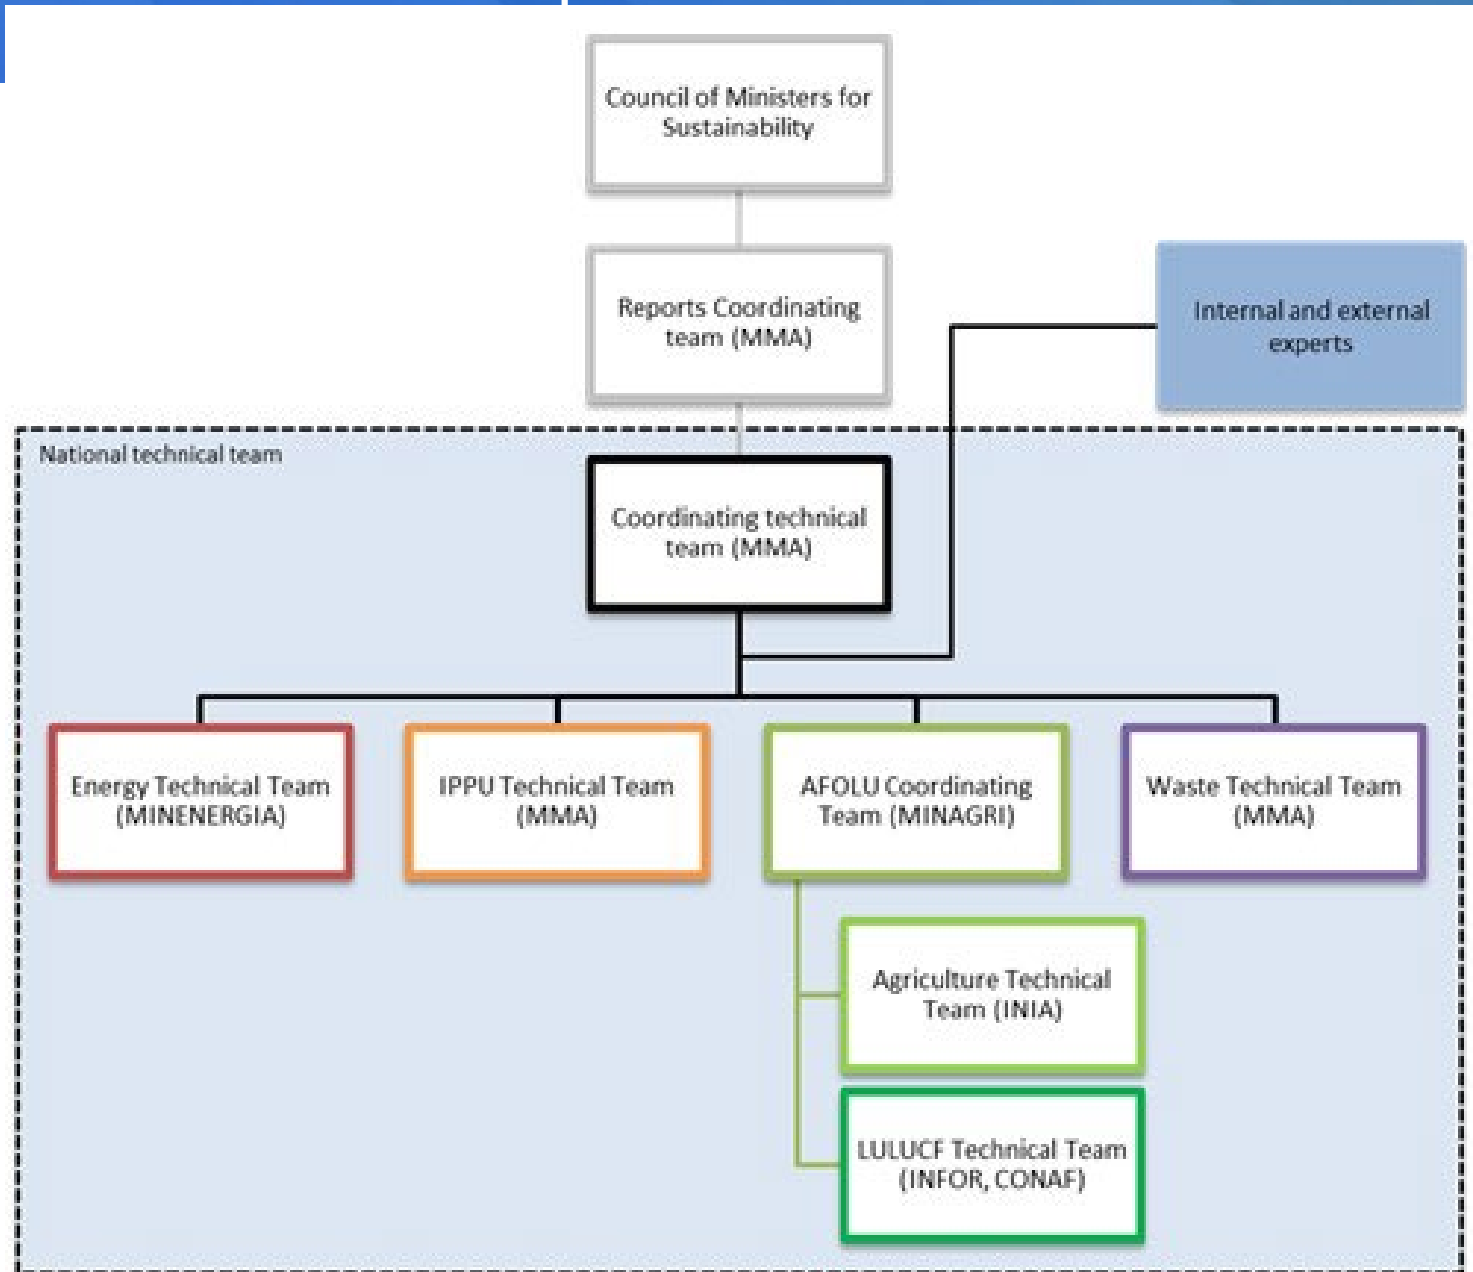 Council of Ministers for
Sustainability
Reports Coordinating
team (MMA)
Internal and external
experts
National technical team
Coordinating technical
team (MMA)
Energy Technical Team
(MINENERGIA)
IPPU Technical Team
(MMA)
AFOLU Coordinating
Team (MINAGRI)
Waste Technical Team
(MMA)
Agriculture Technical
Team (INIA)
LULUCF Technical Team
(INFOR, CONAF)